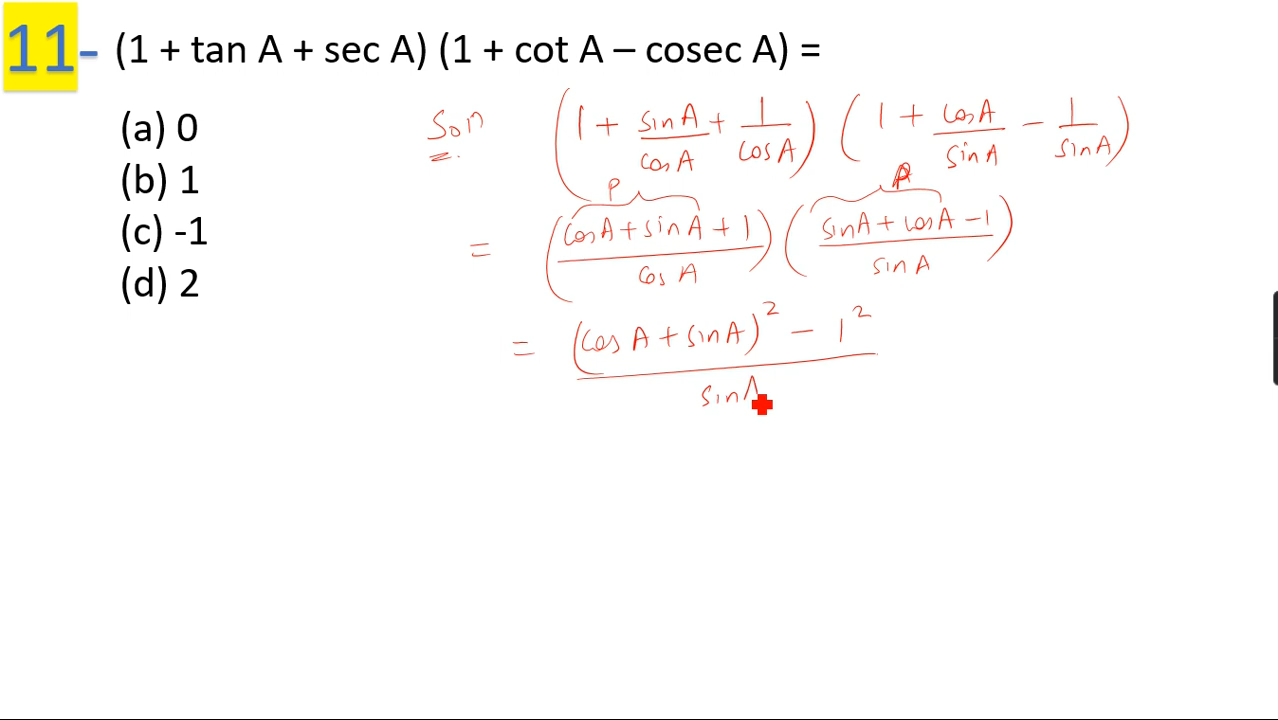 11- (1 + tan A + sec A) (1 + cot A – cosec A) =
(a) 0
(b) 1
(c) -1
(d) 2
Soln (1 + sinA/cosA + 1/cosA) (1 + cosA/sinA - 1/sinA)
P P
= ((cosA + sinA + 1)/cosA) ((sinA + cosA - 1)/sinA)
= ((cosA + sinA)² - 1²)/sinA